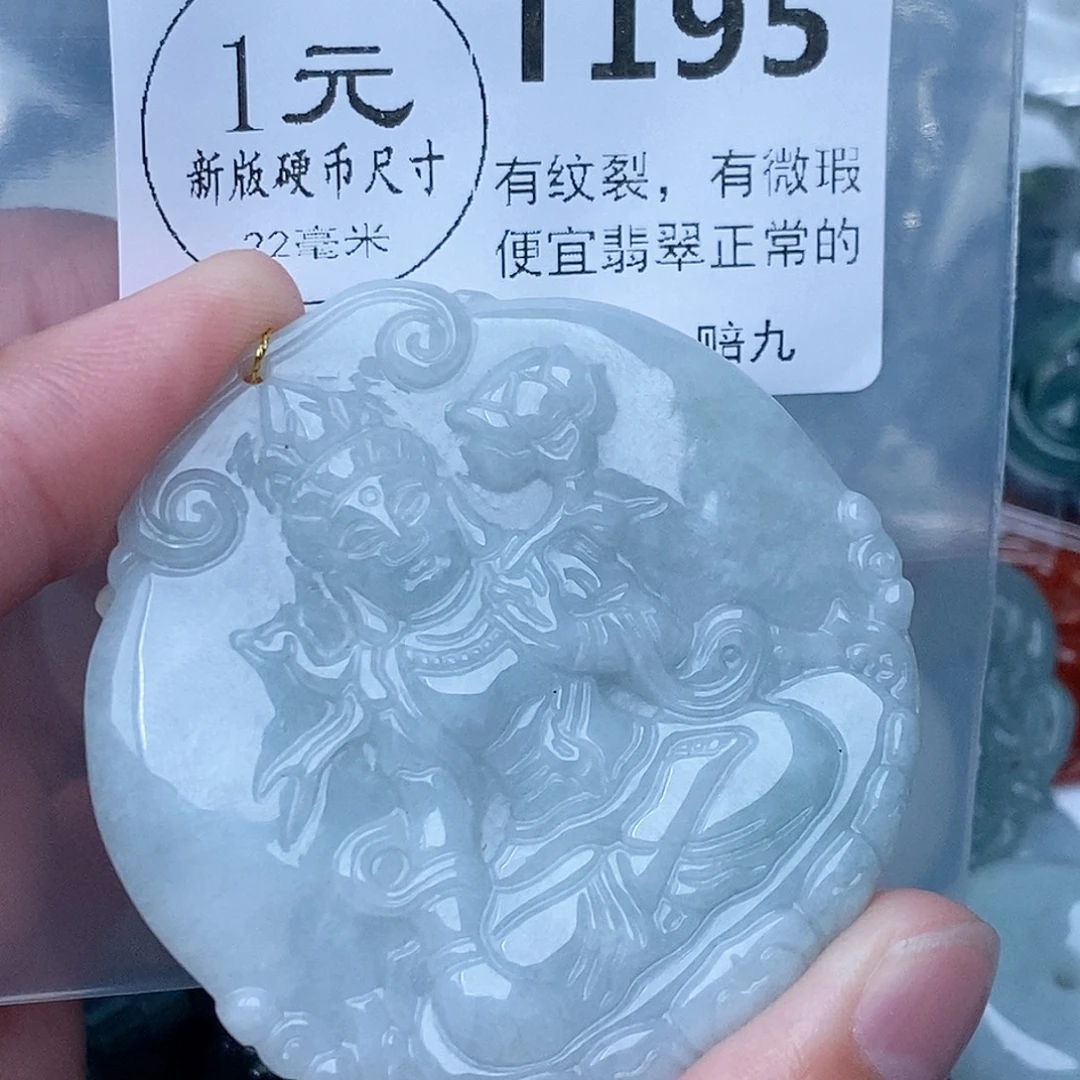 1元
新版硬币尺寸
22毫米
T195
有纹裂，有微瑕
便宜翡翠正常的
赔九